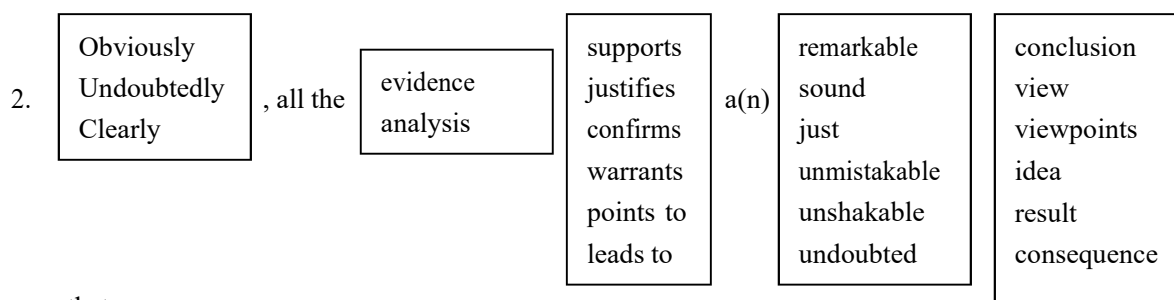 2.
Obviously
Undoubtedly
Clearly
, all the
evidence
analysis
supports
justifies
confirms
warrants
points to
leads to
a(n)
remarkable
sound
just
unmistakable
unshakable
undoubted
conclusion
view
viewpoints
idea
result
consequence
that